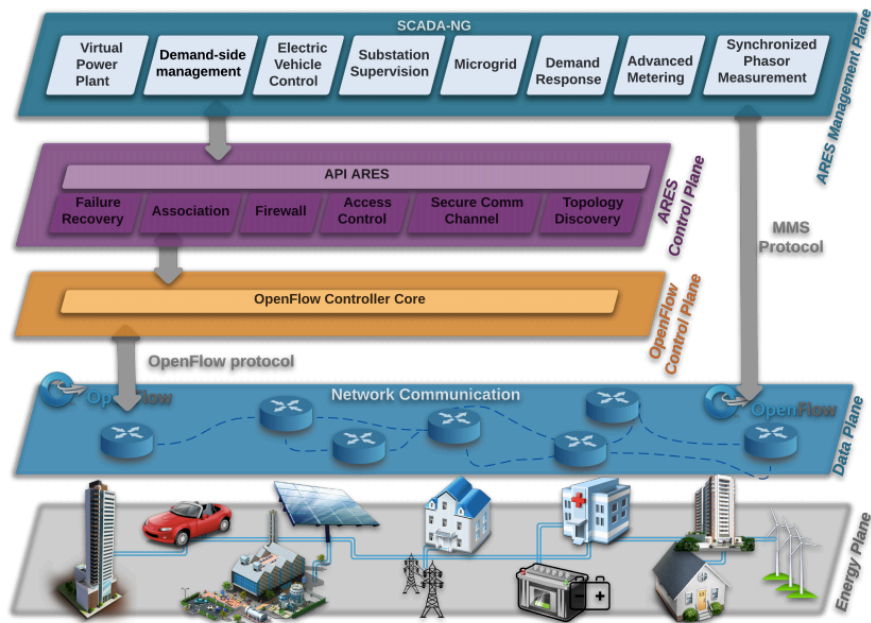 SCADA-NG
Virtual
Power
Plant
Demand-side
management
Electric
Vehicle
Control
Substation
Supervision
Microgrid
Demand
Response
Advanced
Metering
Synchronized
Phasor
Measurement
ARES Management Plane
API ARES
Failure
Recovery
Association
Firewall
Access
Control
Secure Comm
Channel
Topology
Discovery
ARES
Control Plane
MMS
Protocol
OpenFlow Controller Core
OpenFlow
Control Plane
OpenFlow protocol
Network Communication
OpenFlow
OpenFlow
Data Plane
Energy Plane